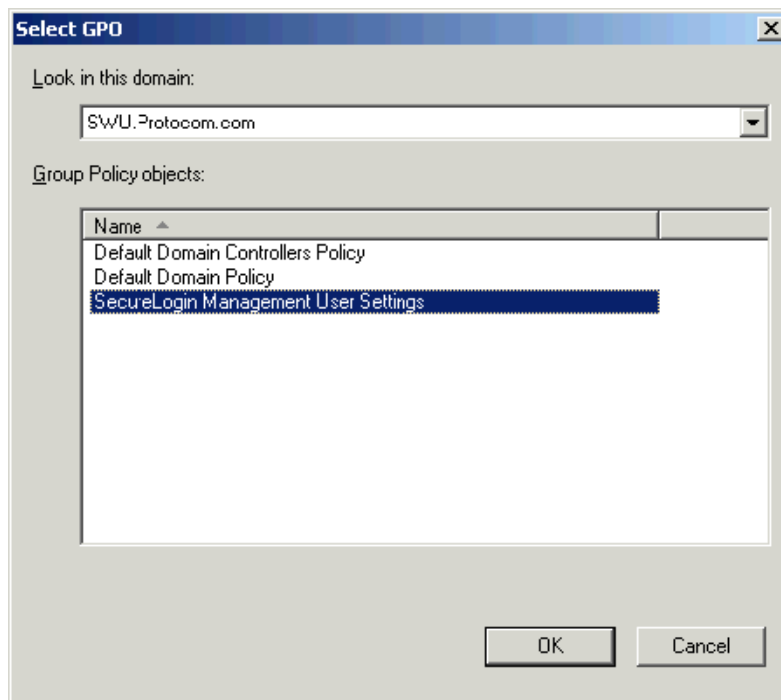 Select GPO
Look in this domain:
SWU.Protocom.com
Group Policy objects:
Name
Default Domain Controllers Policy
Default Domain Policy
SecureLogin Management User Settings
OK Cancel